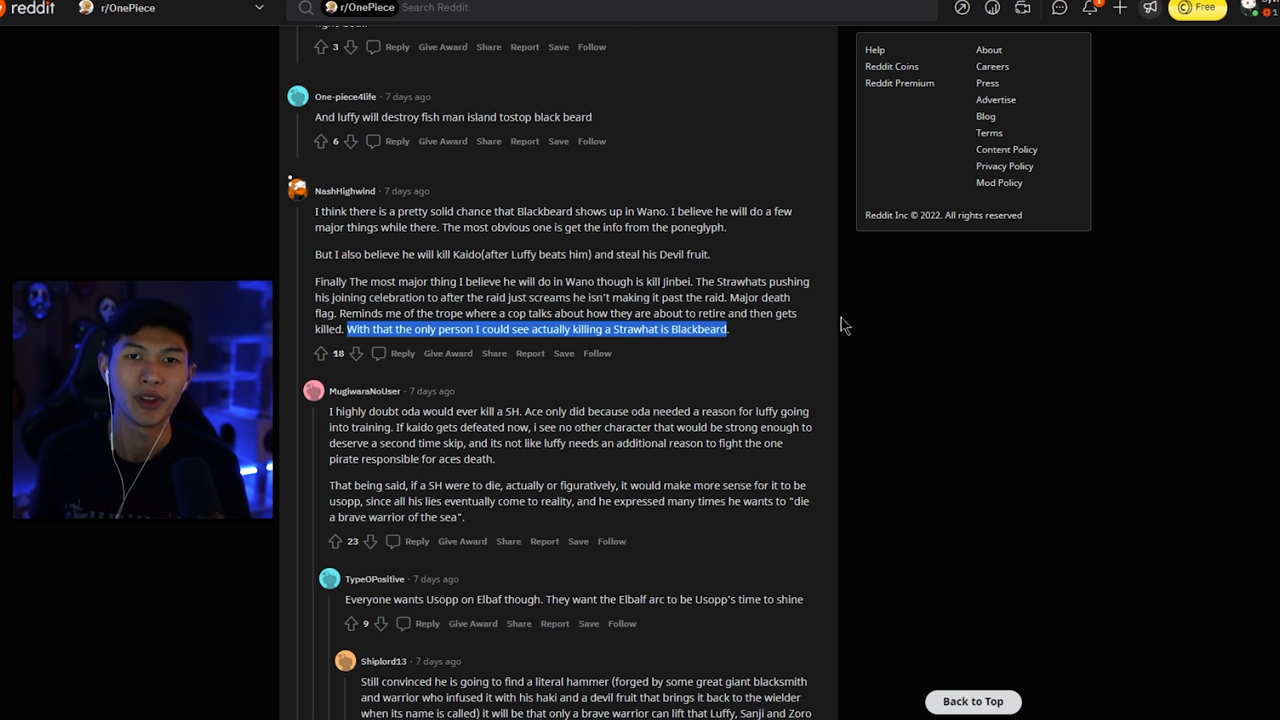 reddit
r/OnePiece
r/OnePiece
Search Reddit
Free
3 Reply Give Award Share Report Save Follow
One-piece4life · 7 days ago
And luffy will destroy fish man island tostop black beard
6 Reply Give Award Share Report Save Follow
NashHighwind · 7 days ago
I think there is a pretty solid chance that Blackbeard shows up in Wano. I believe he will do a few
major things while there. The most obvious one is get the info from the poneglyph.
But I also believe he will kill Kaido(after Luffy beats him) and steal his Devil fruit.
Finally The most major thing I believe he will do in Wano though is kill Jinbei. The Strawhats pushing
his joining celebration to after the raid just screams he isn't making it past the raid. Major death
flag. Reminds me of the trope where a cop talks about how they are about to retire and then gets
killed. With that the only person I could see actually killing a Strawhat is Blackbeard.
18 Reply Give Award Share Report Save Follow
MugiwaraNoUser · 7 days ago
I highly doubt oda would ever kill a SH. Ace only did because oda needed a reason for luffy going
into training. If kaido gets defeated now, i see no other character that would be strong enough to
deserve a second time skip, and its not like luffy needs an additional reason to fight the one
pirate responsible for aces death.
That being said, if a SH were to die, actually or figuratively, it would make more sense for it to be
usopp, since all his lies eventually come to reality, and he expressed many times he wants to "die
a brave warrior of the sea".
23 Reply Give Award Share Report Save Follow
TypeOPositive · 7 days ago
Everyone wants Usopp on Elbaf though. They want the Elbalf arc to be Usopp's time to shine
9 Reply Give Award Share Report Save Follow
Shiplord13 · 7 days ago
Still convinced he is going to find a literal hammer (forged by some great giant blacksmith
and warrior who infused it with his haki and a devil fruit that brings it back to the wielder
when its name is called) it will be that only a brave warrior can lift that Luffy, Sanji and Zoro
Help
Reddit Coins
Reddit Premium
About
Careers
Press
Advertise
Blog
Terms
Content Policy
Privacy Policy
Mod Policy
Reddit Inc © 2022. All rights reserved
Back to Top